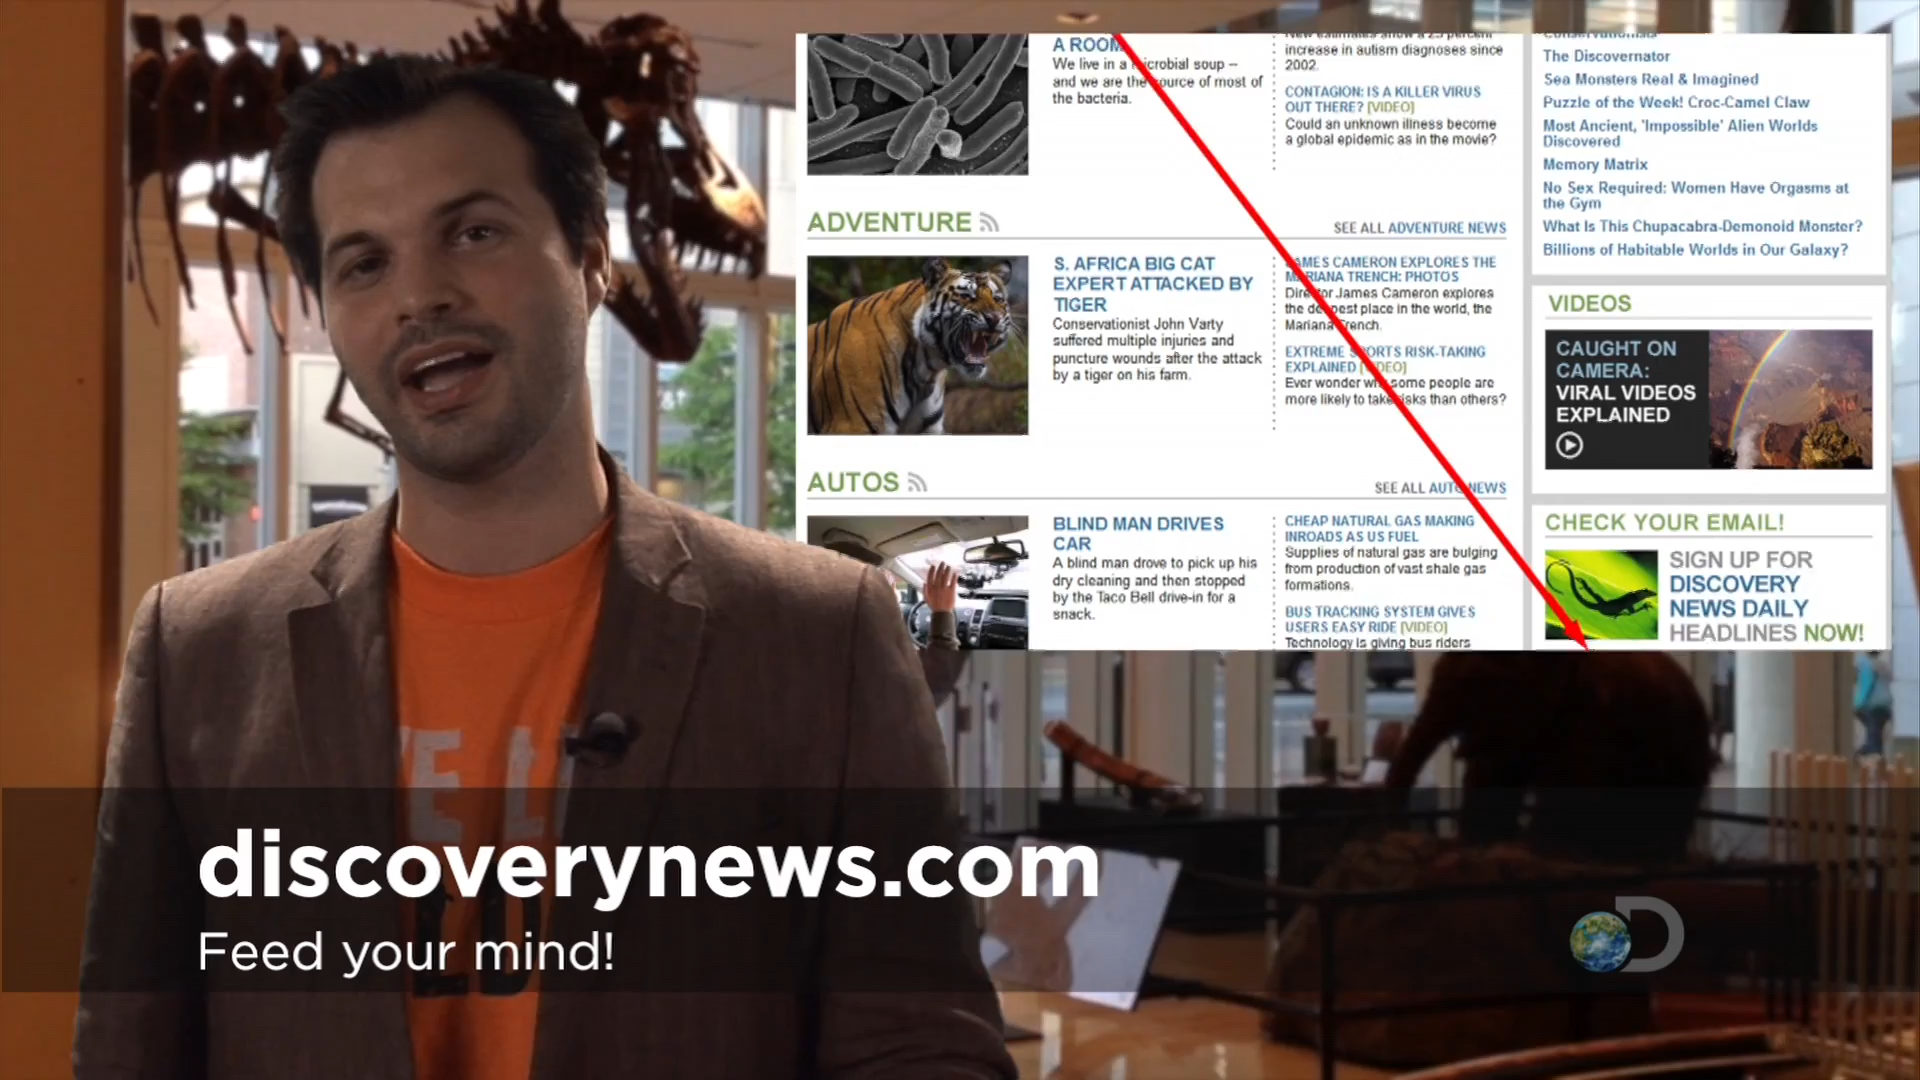 A ROOM
We live in a microbial soup –
and we are the source of most of
the bacteria.
New estimates show a 23 percent
increase in autism diagnoses since
2002.
CONTAGION: IS A KILLER VIRUS
OUT THERE? [VIDEO]
Could an unknown illness become
a global epidemic as in the movie?
ADVENTURE
SEE ALL ADVENTURE NEWS
S. AFRICA BIG CAT
EXPERT ATTACKED BY
TIGER
Conservationist John Varty
suffered multiple injuries and
puncture wounds after the attack
by a tiger on his farm.
JAMES CAMERON EXPLORES THE
MARIANA TRENCH: PHOTOS
Director James Cameron explores
the deepest place in the world, the
Mariana Trench.
EXTREME SPORTS RISK-TAKING
EXPLAINED [VIDEO]
Ever wonder why some people are
more likely to take risks than others?
AUTOS
SEE ALL AUTO NEWS
BLIND MAN DRIVES
CAR
A blind man drove to pick up his
dry cleaning and then stopped
by the Taco Bell drive-in for a
snack.
CHEAP NATURAL GAS MAKING
INROADS AS US FUEL
Supplies of natural gas are bulging
from production of vast shale gas
formations.
BUS TRACKING SYSTEM GIVES
USERS EASY RIDE [VIDEO]
Technology is giving bus riders
Conservationists
The Discovernator
Sea Monsters Real & Imagined
Puzzle of the Week! Croc-Camel Claw
Most Ancient, 'Impossible' Alien Worlds
Discovered
Memory Matrix
No Sex Required: Women Have Orgasms at
the Gym
What Is This Chupacabra-Demonoid Monster?
Billions of Habitable Worlds in Our Galaxy?
VIDEOS
CAUGHT ON
CAMERA:
VIRAL VIDEOS
EXPLAINED
CHECK YOUR EMAIL!
SIGN UP FOR
DISCOVERY
NEWS DAILY
HEADLINES NOW!
E L
discoverynews.com
Feed your mind!
D